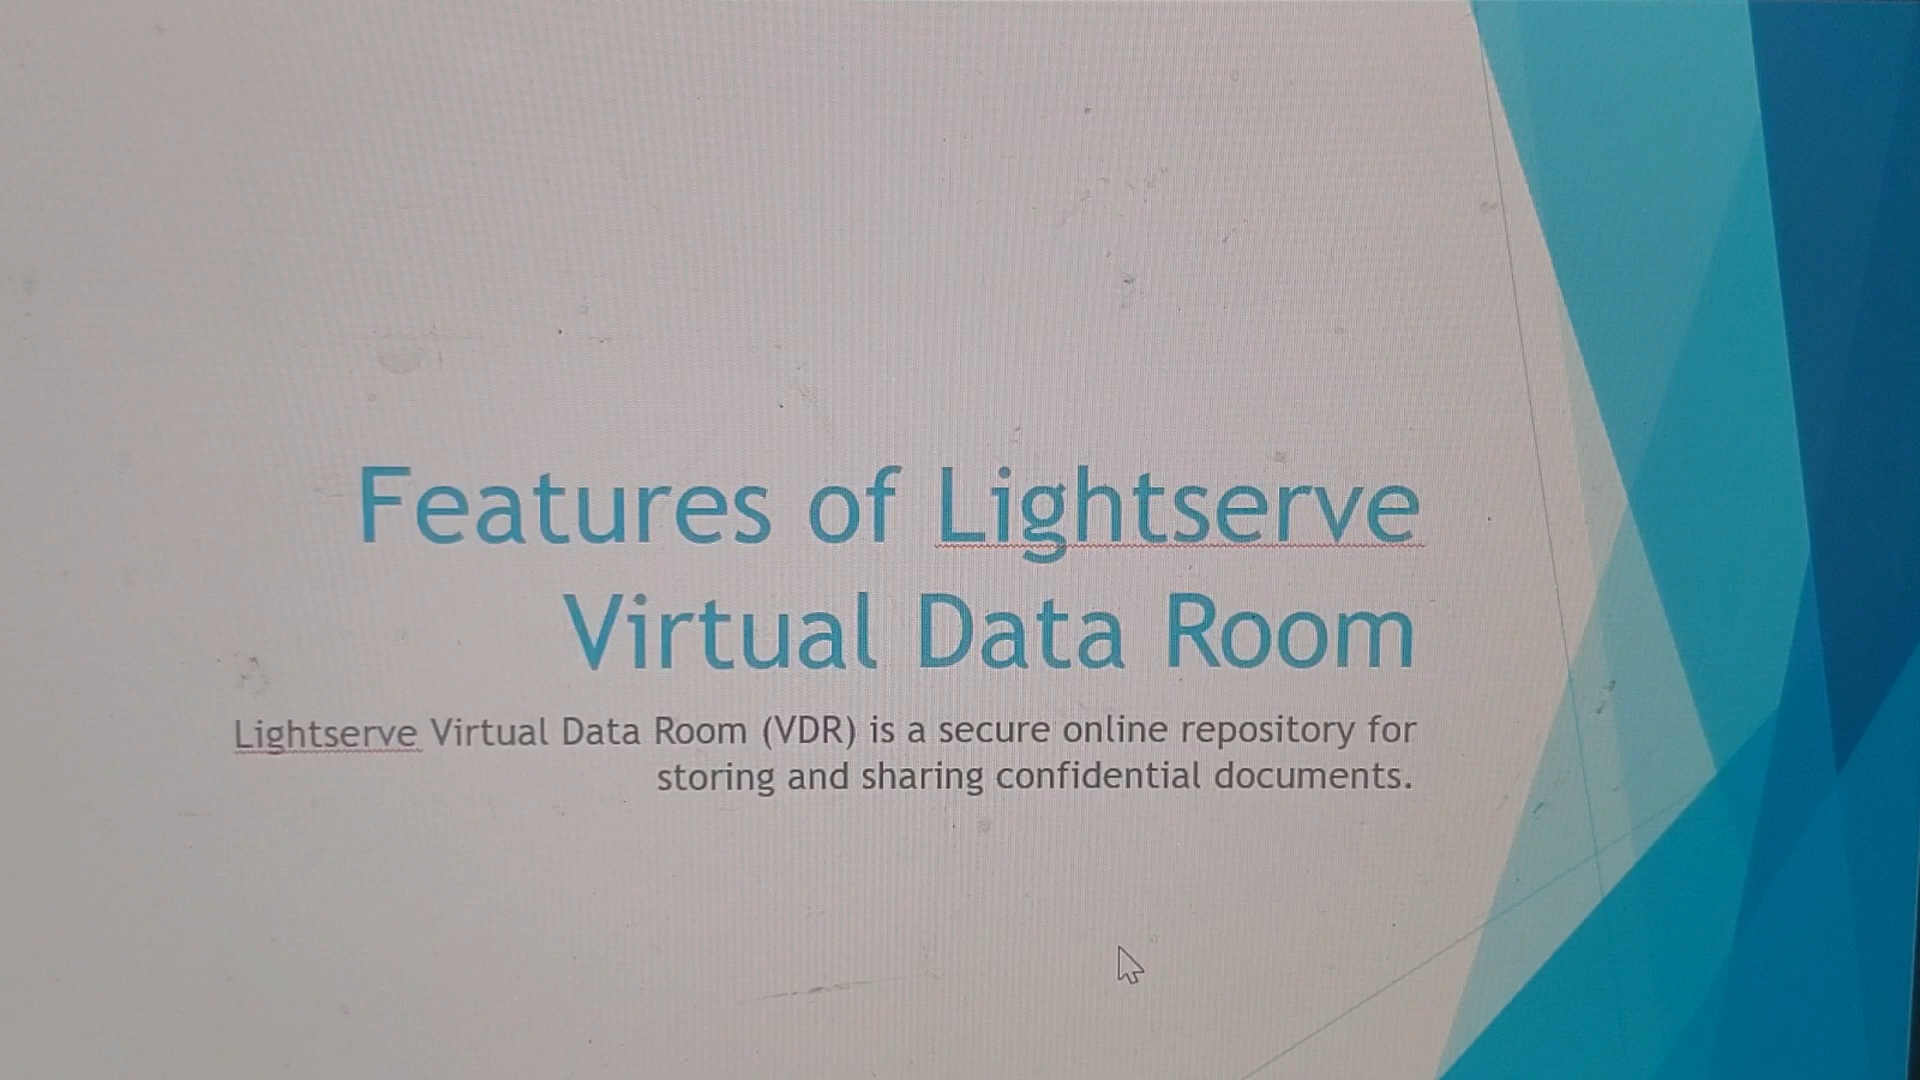 Features of Lightserve
Virtual Data Room
Lightserve Virtual Data Room (VDR) is a secure online repository for
storing and sharing confidential documents.